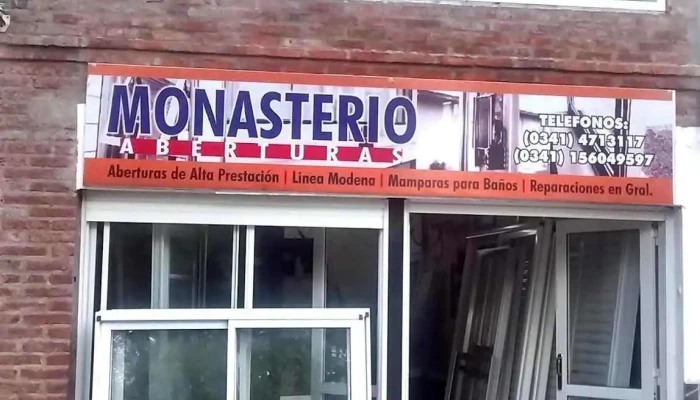 MONASTERIO
ABERTURAS
TELEFONOS:
(0341) 4713117
(0341) 156049597
Aberturas de Alta Prestación | Linea Modena | Mamparas para Baños | Reparaciones en Gral.